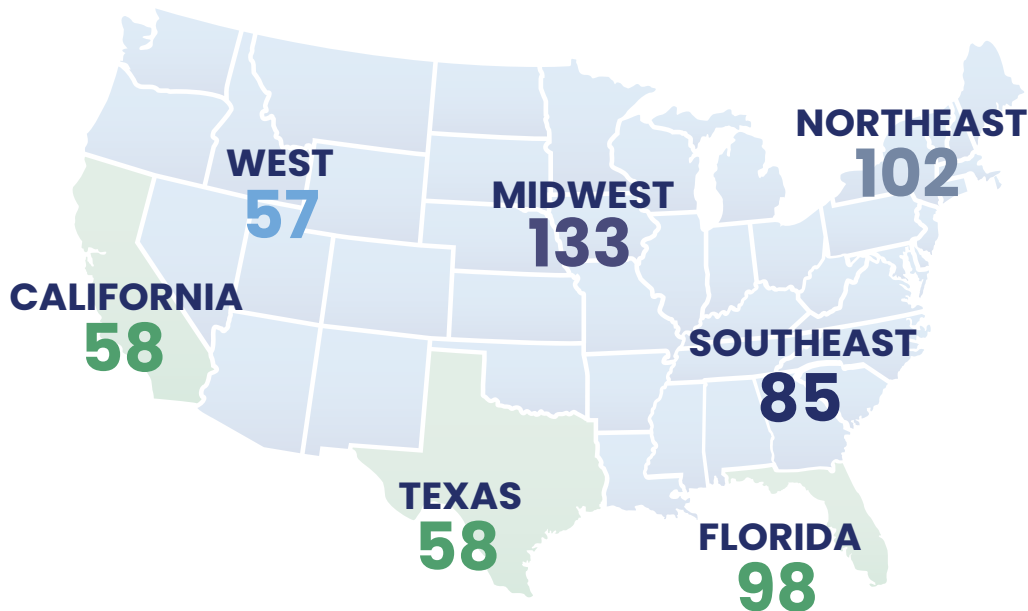 NORTHEAST
102
WEST
57
MIDWEST
133
CALIFORNIA
58
SOUTHEAST
85
TEXAS
58
FLORIDA
98